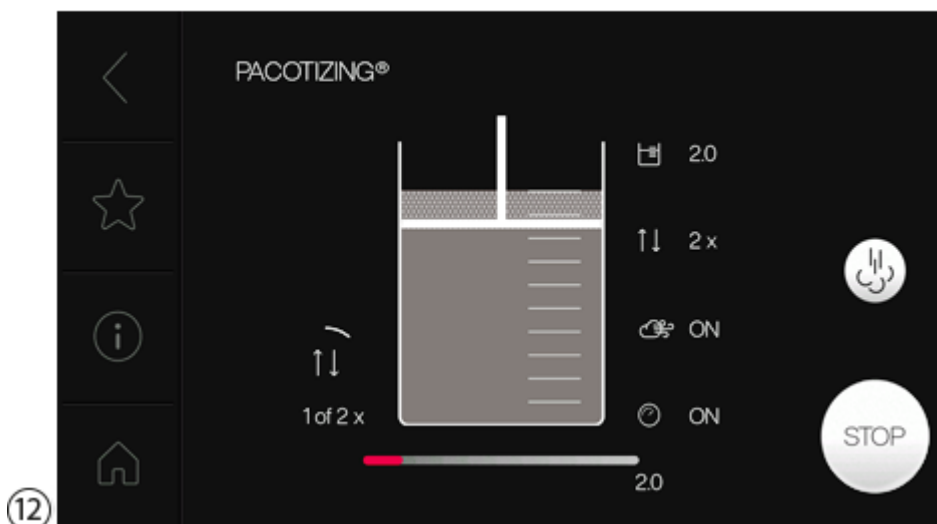 PACOTIZING®
2.0
2 x
ON
ON
1 of 2 x
STOP
2.0
⑫